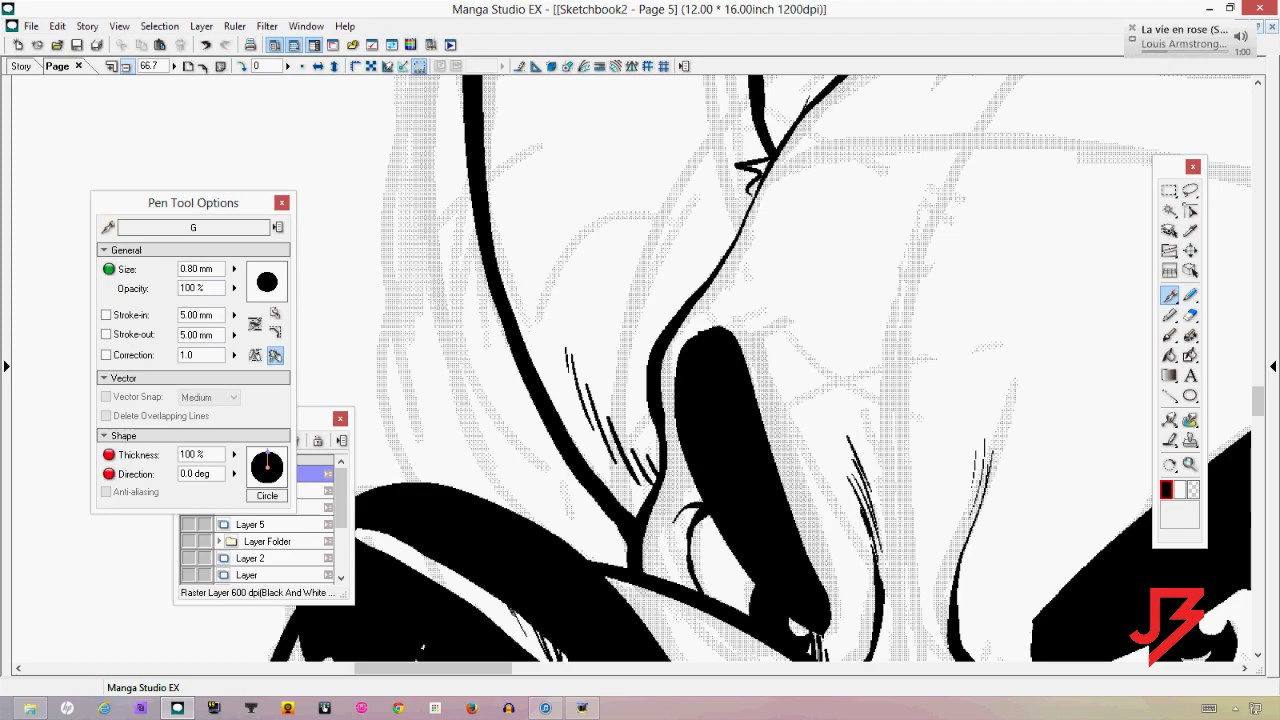 Manga Studio EX - [[Sketchbook2 - Page 5] (12.00 * 16.00inch 1200dpi)]
File Edit Story View Selection Layer Ruler Filter Window Help
La vie en rose (S...
Louis Armstrong...
1:00
Story Page 66.7 0
Pen Tool Options
G
General
Size: 0.80 mm
Opacity: 100 %
Stroke-in: 5.00 mm
Stroke-out: 5.00 mm
Correction: 1.0
Vector
Vector Snap: Medium
Delete Overlapping Lines
Shape
Thickness: 100 %
Direction: 0.0 deg
Anti-aliasing
Circle
Layer 5
Layer Folder
Layer 2
Layer
Raster Layer 600 dpi(Black And White ...
A
JB
Manga Studio EX